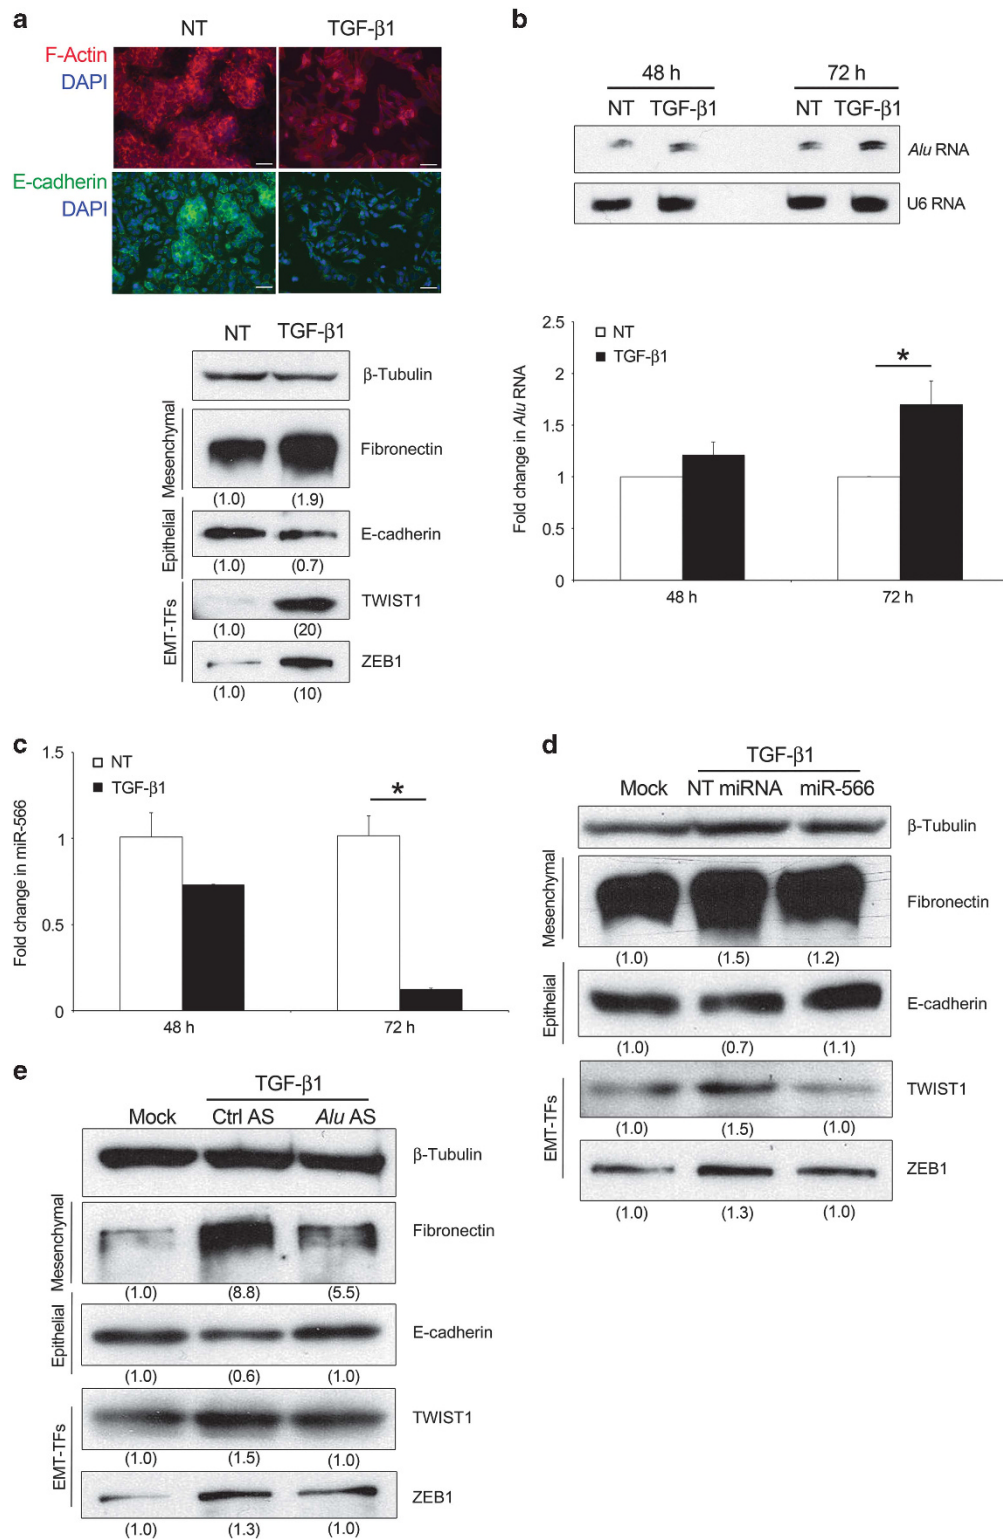 a
NT TGF-β1
F-Actin
DAPI
E-cadherin
DAPI
NT TGF-β1
β-Tubulin
Mesenchymal
Fibronectin
(1.0) (1.9)
Epithelial
E-cadherin
(1.0) (0.7)
EMT-TFs
TWIST1
(1.0) (20)
ZEB1
(1.0) (10)
b
48 h 72 h
NT TGF-β1 NT TGF-β1
Alu RNA
U6 RNA
Fold change in Alu RNA
2.5
2
1.5
1
0.5
0
NT
TGF-β1
*
48 h 72 h
c
Fold change in miR-566
1.5
1
0.5
0
NT
TGF-β1
*
48 h 72 h
d
TGF-β1
Mock NT miRNA miR-566
β-Tubulin
Mesenchymal
Fibronectin
(1.0) (1.5) (1.2)
Epithelial
E-cadherin
(1.0) (0.7) (1.1)
EMT-TFs
TWIST1
(1.0) (1.5) (1.0)
ZEB1
(1.0) (1.3) (1.0)
e
TGF-β1
Mock Ctrl AS Alu AS
β-Tubulin
Mesenchymal
Fibronectin
(1.0) (8.8) (5.5)
Epithelial
E-cadherin
(1.0) (0.6) (1.0)
EMT-TFs
TWIST1
(1.0) (1.5) (1.0)
ZEB1
(1.0) (1.3) (1.0)